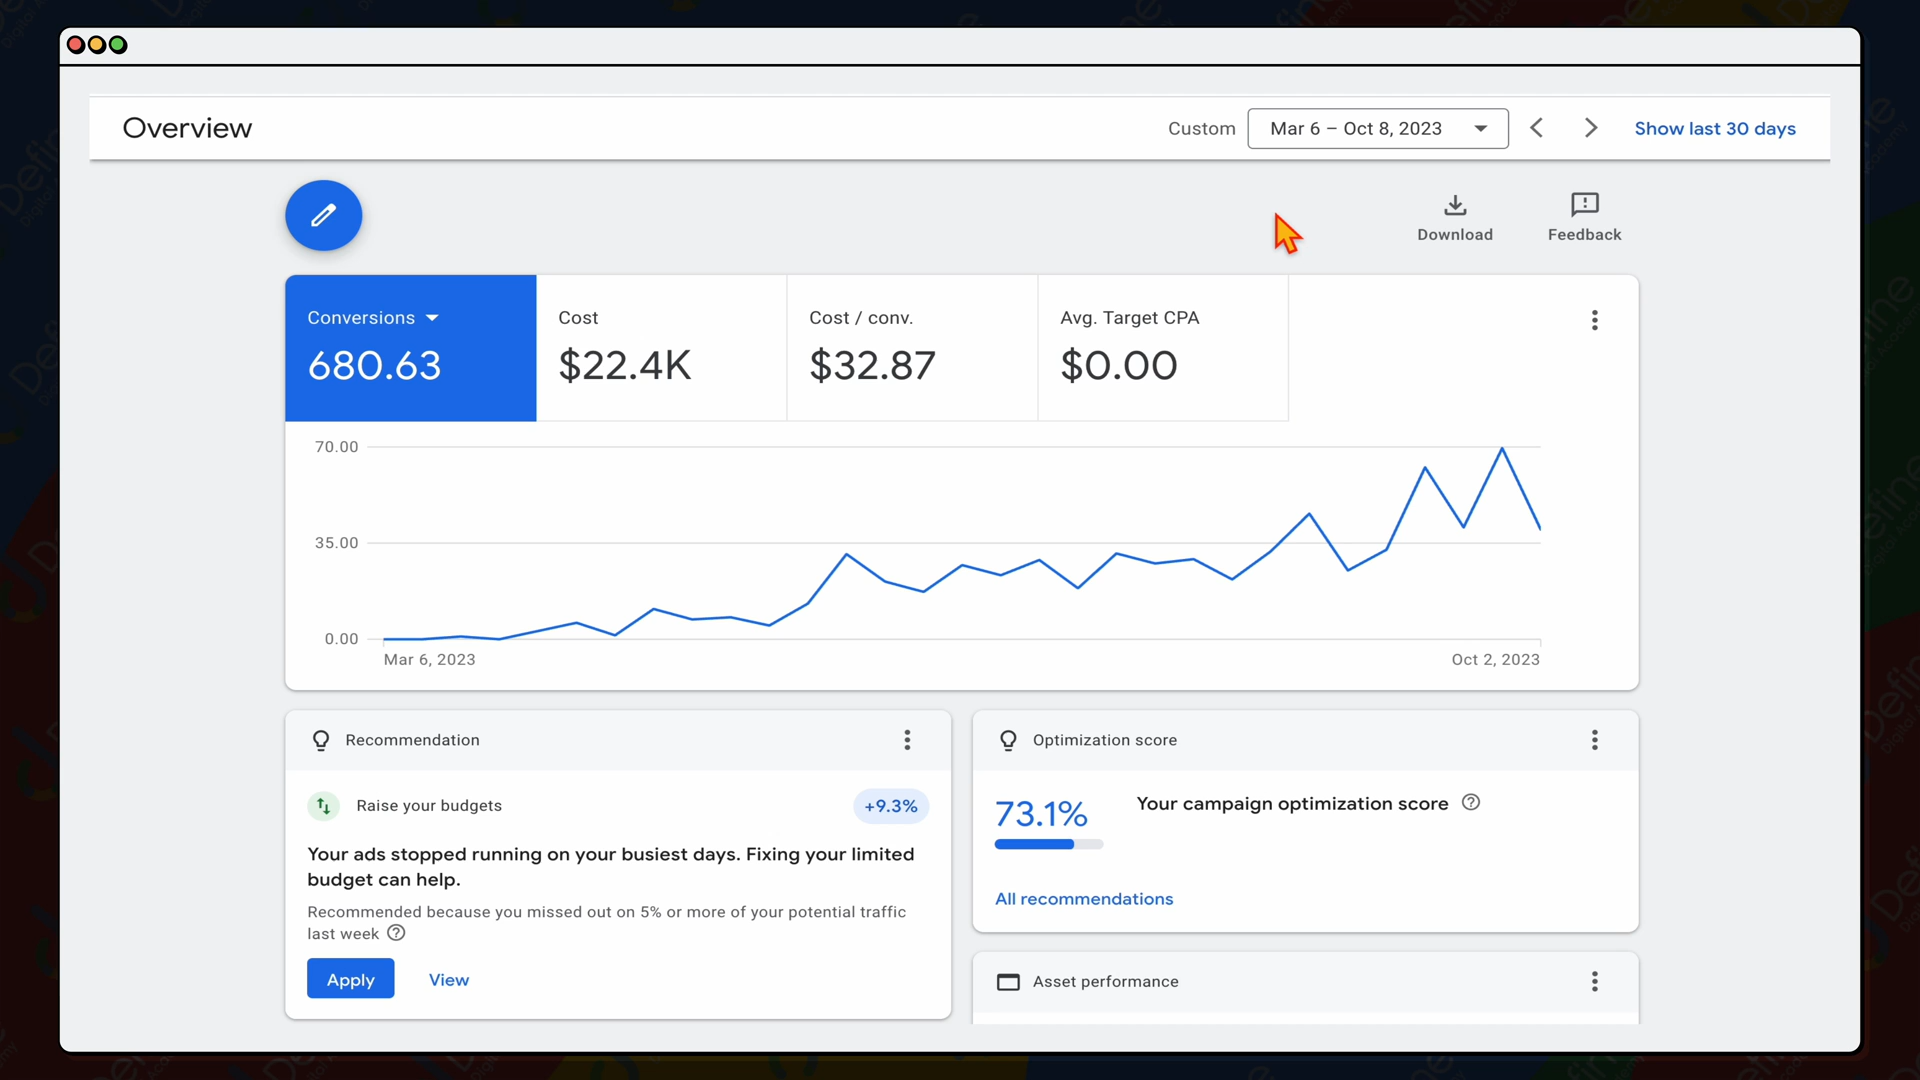 Overview
Custom
Mar 6 – Oct 8, 2023
Show last 30 days
Download
Feedback
Conversions
Cost
Cost / conv.
Avg. Target CPA
680.63
$22.4K
$32.87
$0.00
70.00
35.00
0.00
Mar 6, 2023
Oct 2, 2023
Recommendation
Raise your budgets
+9.3%
Your ads stopped running on your busiest days. Fixing your limited
budget can help.
Recommended because you missed out on 5% or more of your potential traffic
last week
Apply
View
Optimization score
73.1%
Your campaign optimization score
All recommendations
Asset performance